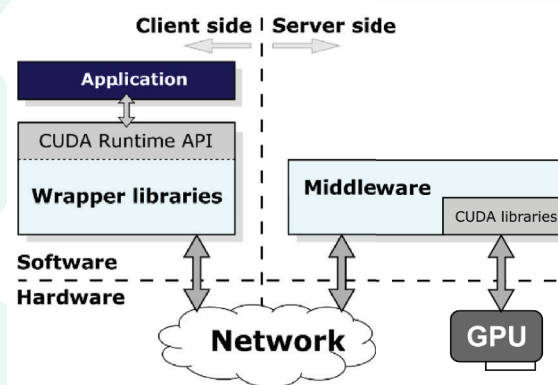 Client side
Server side
Application
CUDA Runtime API
Wrapper libraries
Middleware
CUDA libraries
Software
Hardware
Network
GPU